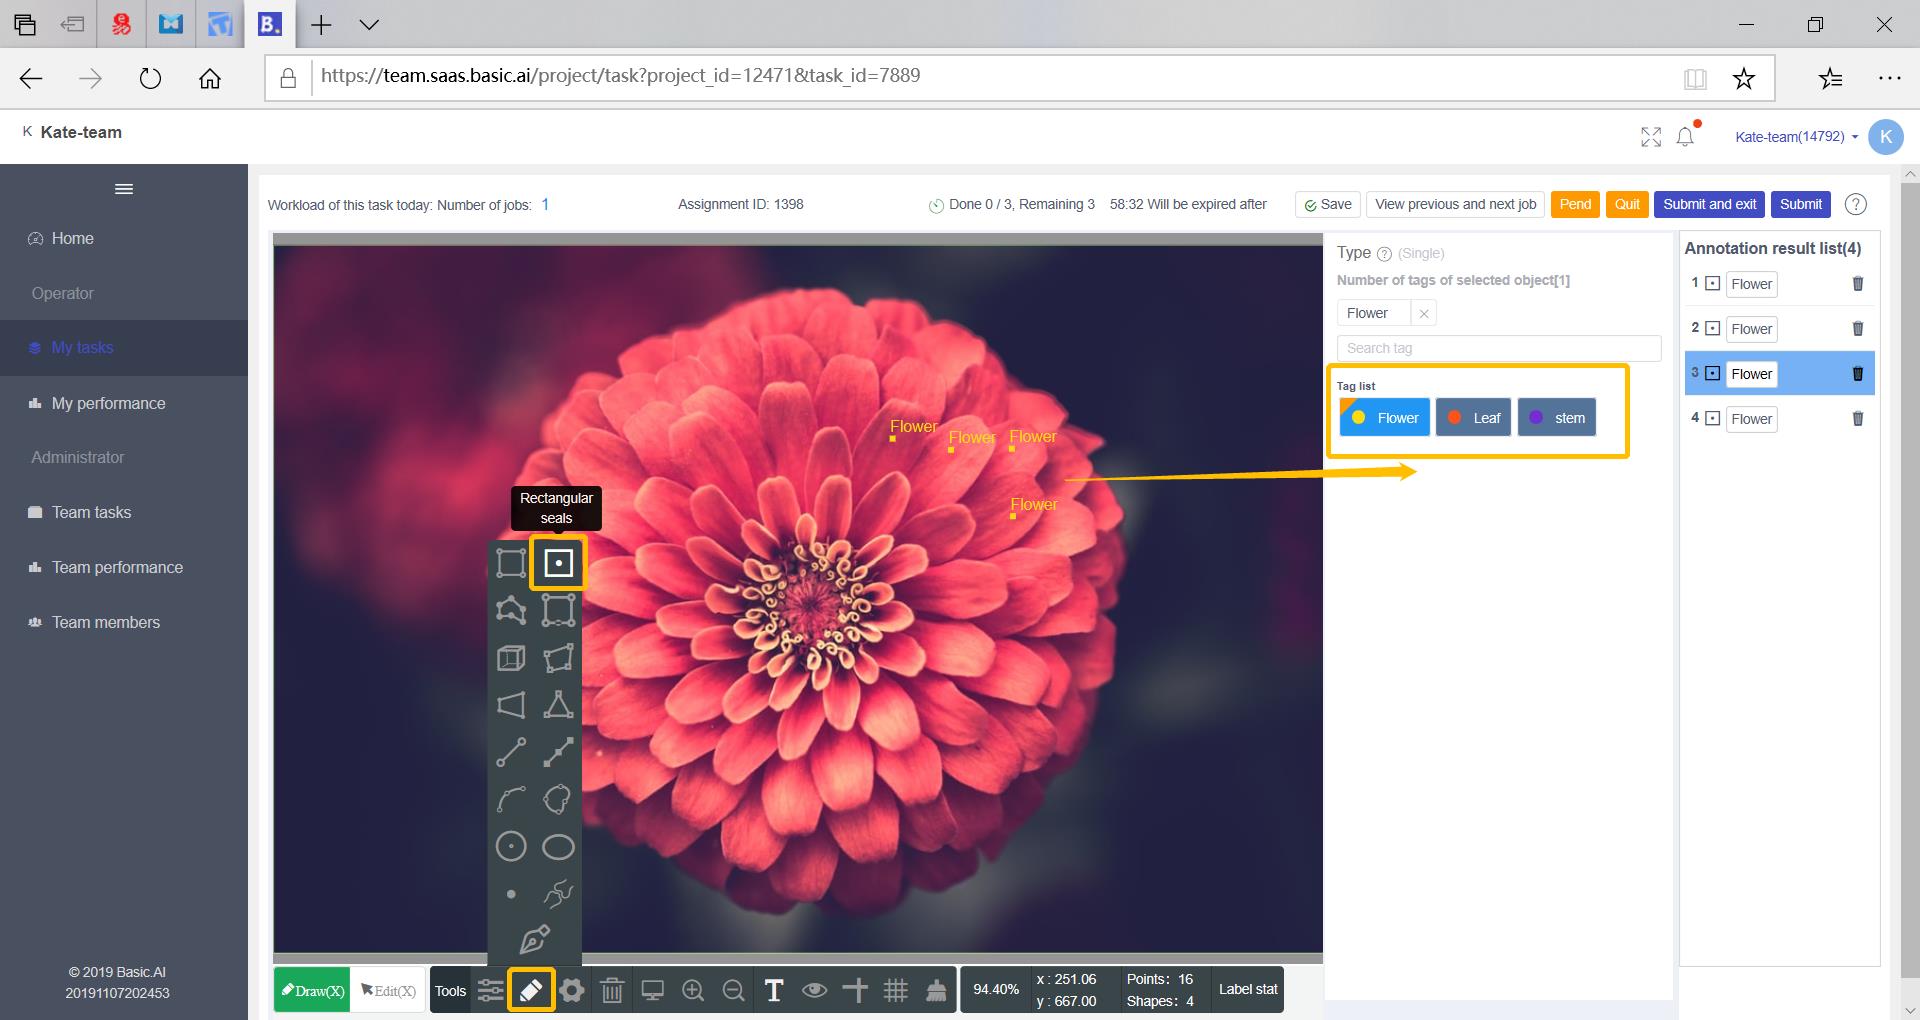 https://team.saas.basic.ai/project/task?project_id=12471&task_id=7889
K Kate-team
Kate-team(14792)
K
Workload of this task today: Number of jobs: 1
Assignment ID: 1398
Done 0 / 3, Remaining 3
58:32 Will be expired after
Save
View previous and next job
Pend
Quit
Submit and exit
Submit
Home
Operator
My tasks
My performance
Administrator
Team tasks
Team performance
Team members
© 2019 Basic.AI
20191107202453
Flower
Flower
Flower
Flower
Rectangular
seals
Type (Single)
Number of tags of selected object[1]
Flower
Search tag
Tag list
Flower
Leaf
stem
Annotation result list(4)
1 Flower
2 Flower
3 Flower
4 Flower
Draw(X)
Edit(X)
Tools
T
94.40%
x : 251.06
y : 667.00
Points: 16
Shapes: 4
Label stat